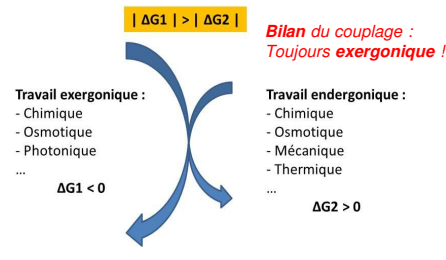 | ΔG1 | > | ΔG2 |
Bilan du couplage :
Toujours exergonique !
Travail exergonique :
- Chimique
- Osmotique
- Photonique
...
ΔG1 < 0
Travail endergonique :
- Chimique
- Osmotique
- Mécanique
- Thermique
...
ΔG2 > 0